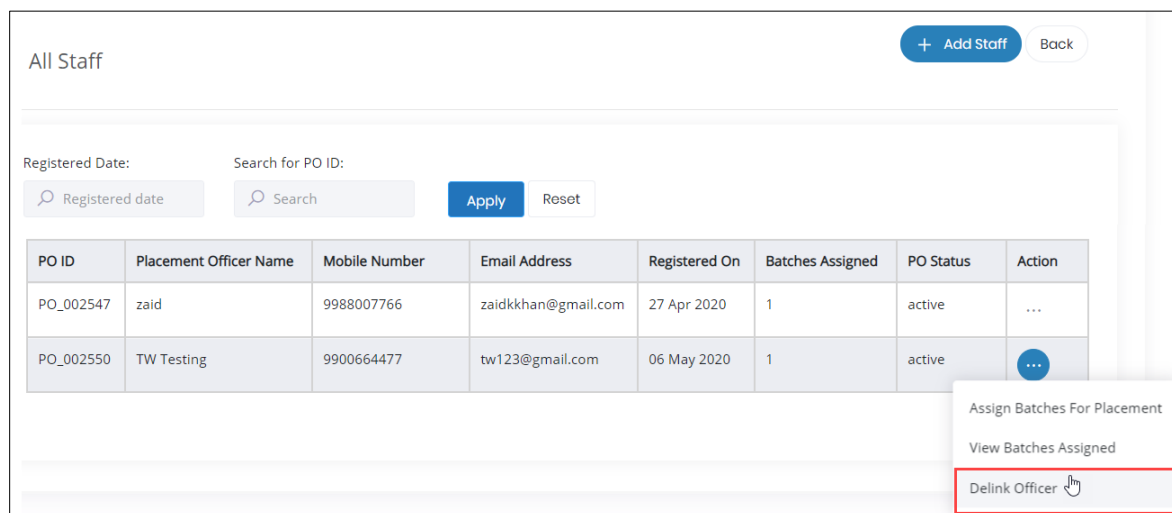 All Staff
+ Add Staff Back
Registered Date: Search for PO ID:
Registered date Search Apply Reset
PO ID Placement Officer Name Mobile Number Email Address Registered On Batches Assigned PO Status Action
PO_002547 zaid 9988007766 zaidkkhan@gmail.com 27 Apr 2020 1 active ...
PO_002550 TW Testing 9900664477 tw123@gmail.com 06 May 2020 1 active ...
Assign Batches For Placement
View Batches Assigned
Delink Officer